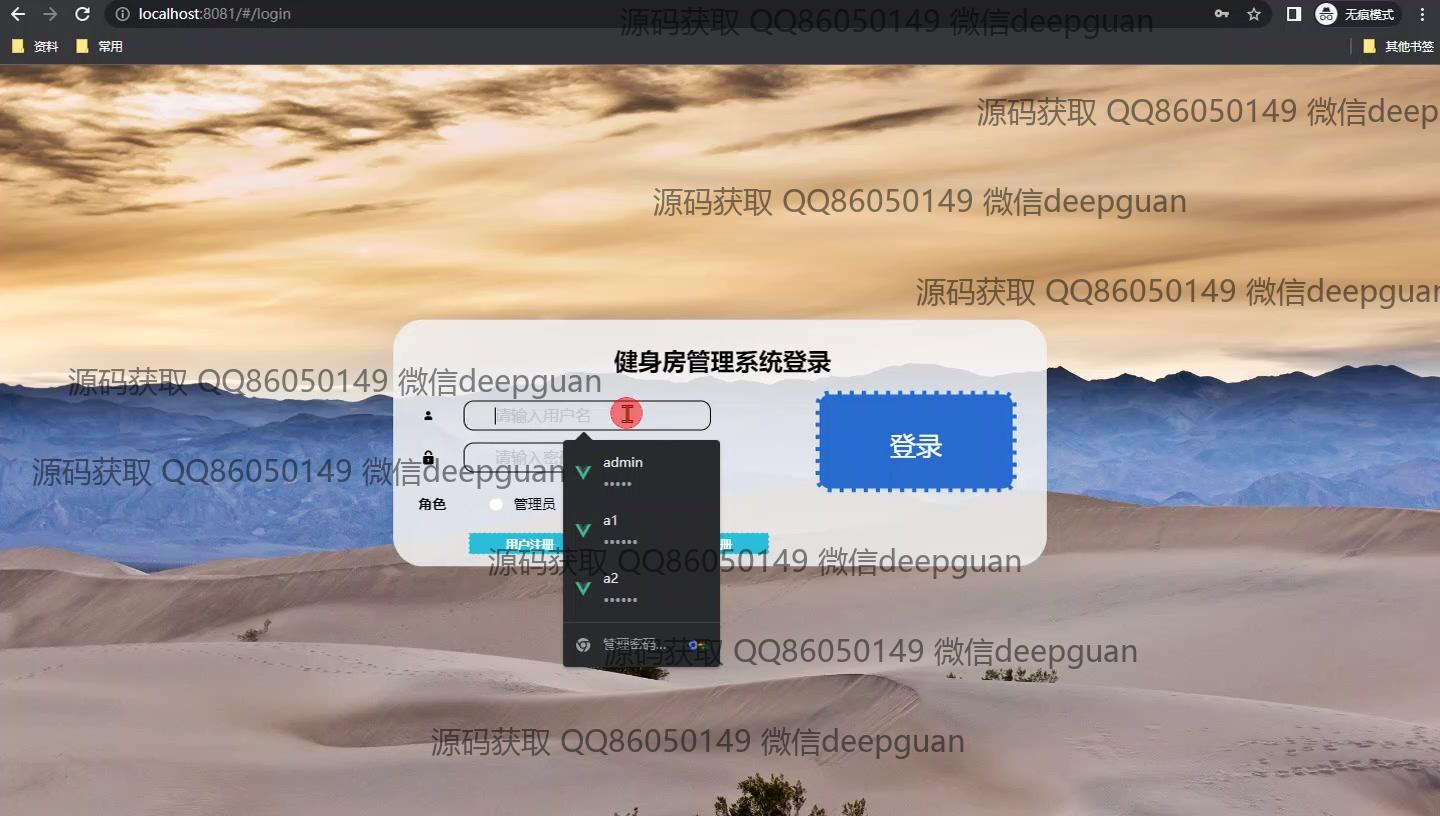 localhost:8081/#/login
无痕模式
资料
常用
其他书签
源码获取 QQ86050149 微信deepguan
源码获取 QQ86050149 微信deep
源码获取 QQ86050149 微信deepguan
源码获取 QQ86050149 微信deepguan
健身房管理系统登录
源码获取 QQ86050149 微信deepguan
请输入用户名
登录
请输入密
源码获取 QQ86050149 微信deepguan
admin
角色
管理员
a1
用户注册
册
源码获取 QQ86050149 微信deepguan
a2
管理密码...
源码获取 QQ86050149 微信deepguan
源码获取 QQ86050149 微信deepguan